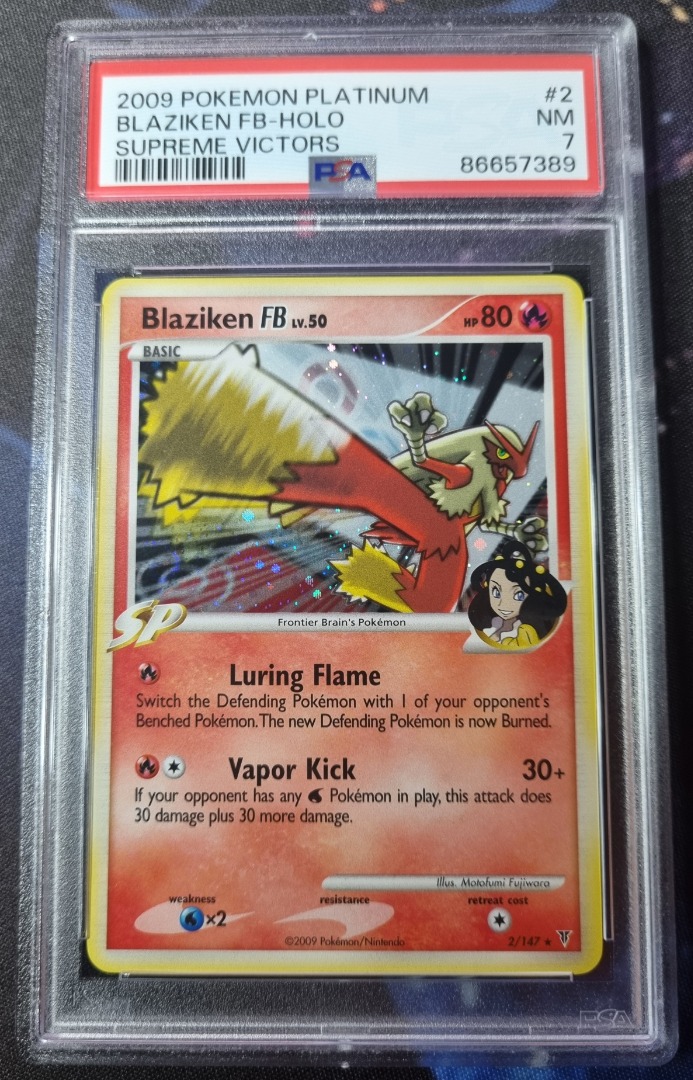 2009 POKEMON PLATINUM #2
BLAZIKEN FB-HOLO NM
SUPREME VICTORS 7
PSA 86657389
Blaziken FB LV.50 HP 80
BASIC
SP
Frontier Brain's Pokémon
Luring Flame
Switch the Defending Pokémon with 1 of your opponent's
Benched Pokémon. The new Defending Pokémon is now Burned.
Vapor Kick 30+
If your opponent has any Pokémon in play, this attack does
30 damage plus 30 more damage.
Illus. Motofumi Fujiwara
weakness resistance retreat cost
×2
©2009 Pokémon/Nintendo 2/147 ★
PSA